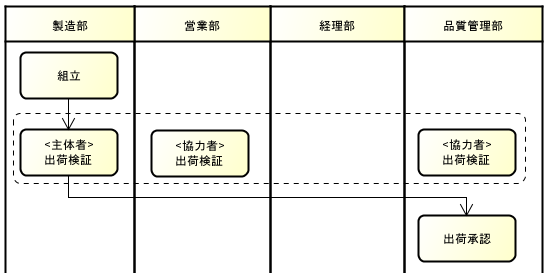 製造部
営業部
経理部
品質管理部
組立
<主体者>
出荷検証
<協力者>
出荷検証
<協力者>
出荷検証
出荷承認